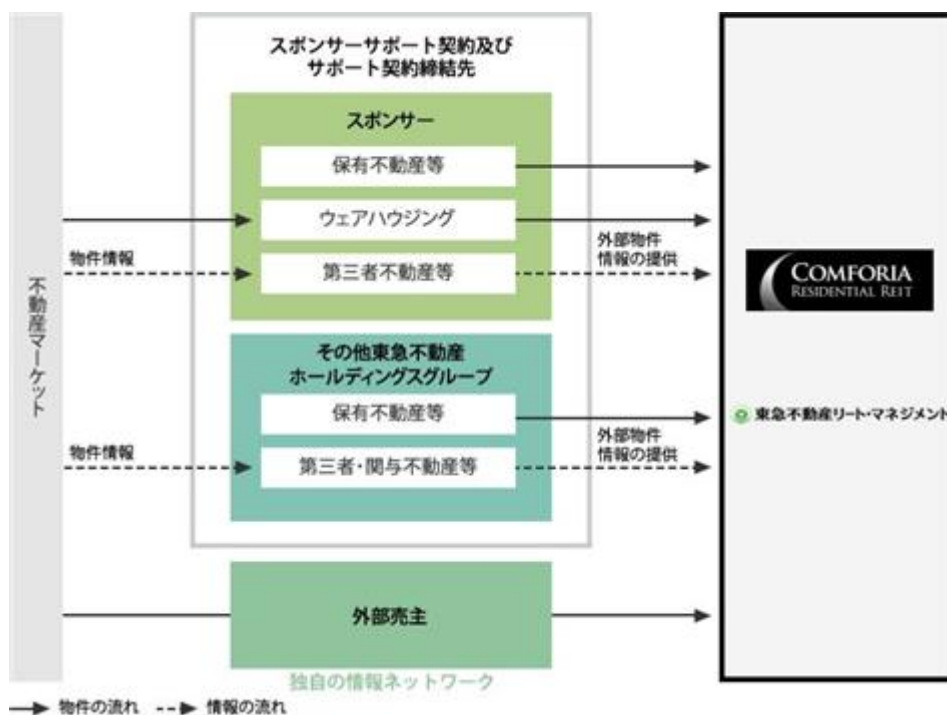 スポンサーサポート契約及び
サポート契約締結先
スポンサー
保有不動産等
ウェアハウジング
物件情報
第三者不動産等
外部物件
情報の提供
不動産マーケット
COMFORIA
RESIDENTIAL REIT
その他東急不動産
ホールディングスグループ
保有不動産等
物件情報
第三者・関与不動産等
外部物件
情報の提供
東急不動産リート・マネジメント
外部売主
独自の情報ネットワーク
物件の流れ
情報の流れ